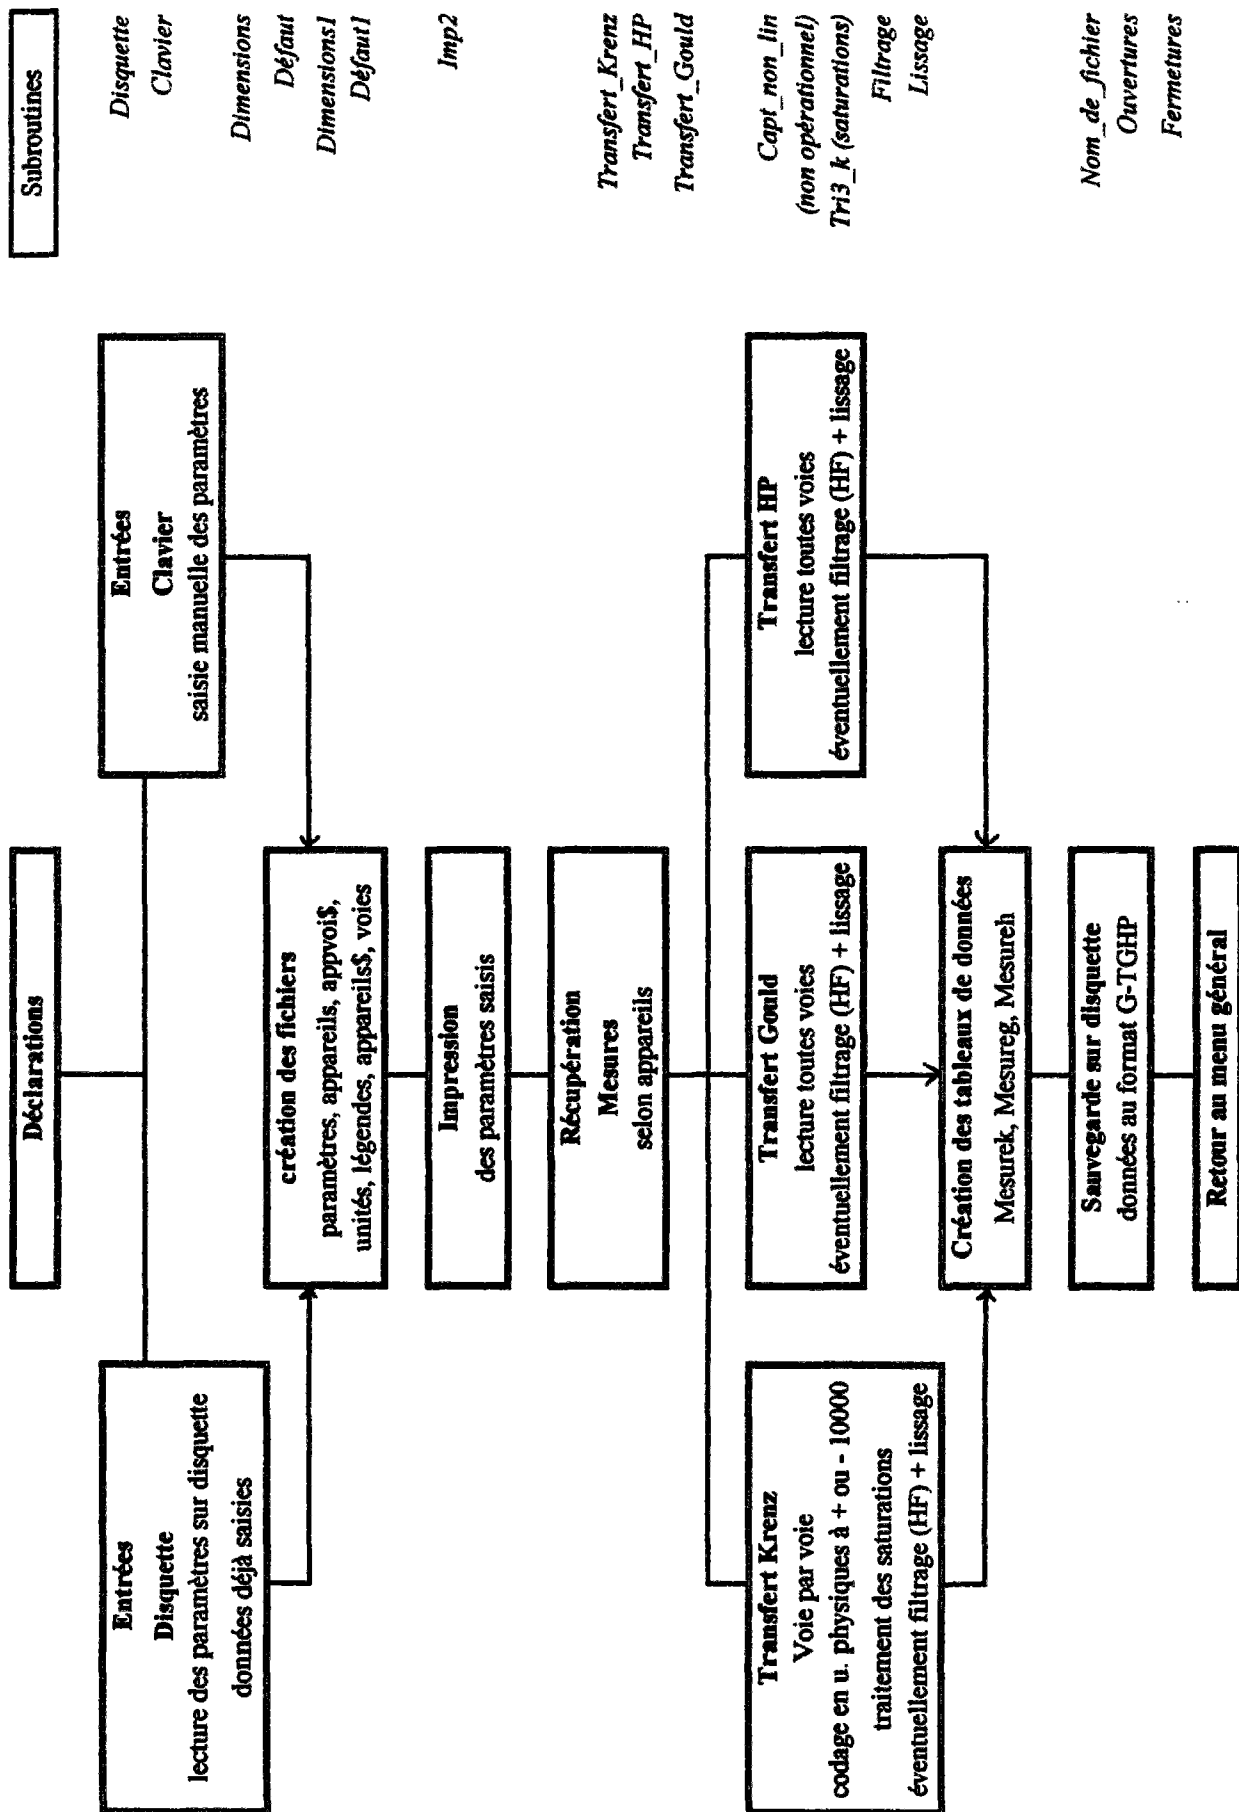 Déclarations
Subroutines
Entrées
Disquette
lecture des paramètres sur disquette
données déjà saisies
Entrées
Clavier
saisie manuelle des paramètres
Disquette
Clavier
création des fichiers
paramètres, appareils, appvoi$,
unités, légendes, appareils$, voies
Dimensions
Défaut
Dimensions1
Défaut1
Impression
des paramètres saisis
Imp2
Récupération
Mesures
selon appareils
Transfert_Krenz
Transfert_HP
Transfert_Gould
Transfert Krenz
Voie par voie
codage en u. physiques à + ou - 10000
traitement des saturations
éventuellement filtrage (HF) + lissage
Transfert Gould
lecture toutes voies
éventuellement filtrage (HF) + lissage
Transfert HP
lecture toutes voies
éventuellement filtrage (HF) + lissage
Capt_non_lin
(non opérationnel)
Tri3_k (saturations)
Filtrage
Lissage
Création des tableaux de données
Mesurek, Mesureg, Mesureh
Sauvegarde sur disquette
données au format G-TGHP
Nom_de_fichier
Ouvertures
Retour au menu général
Fermetures